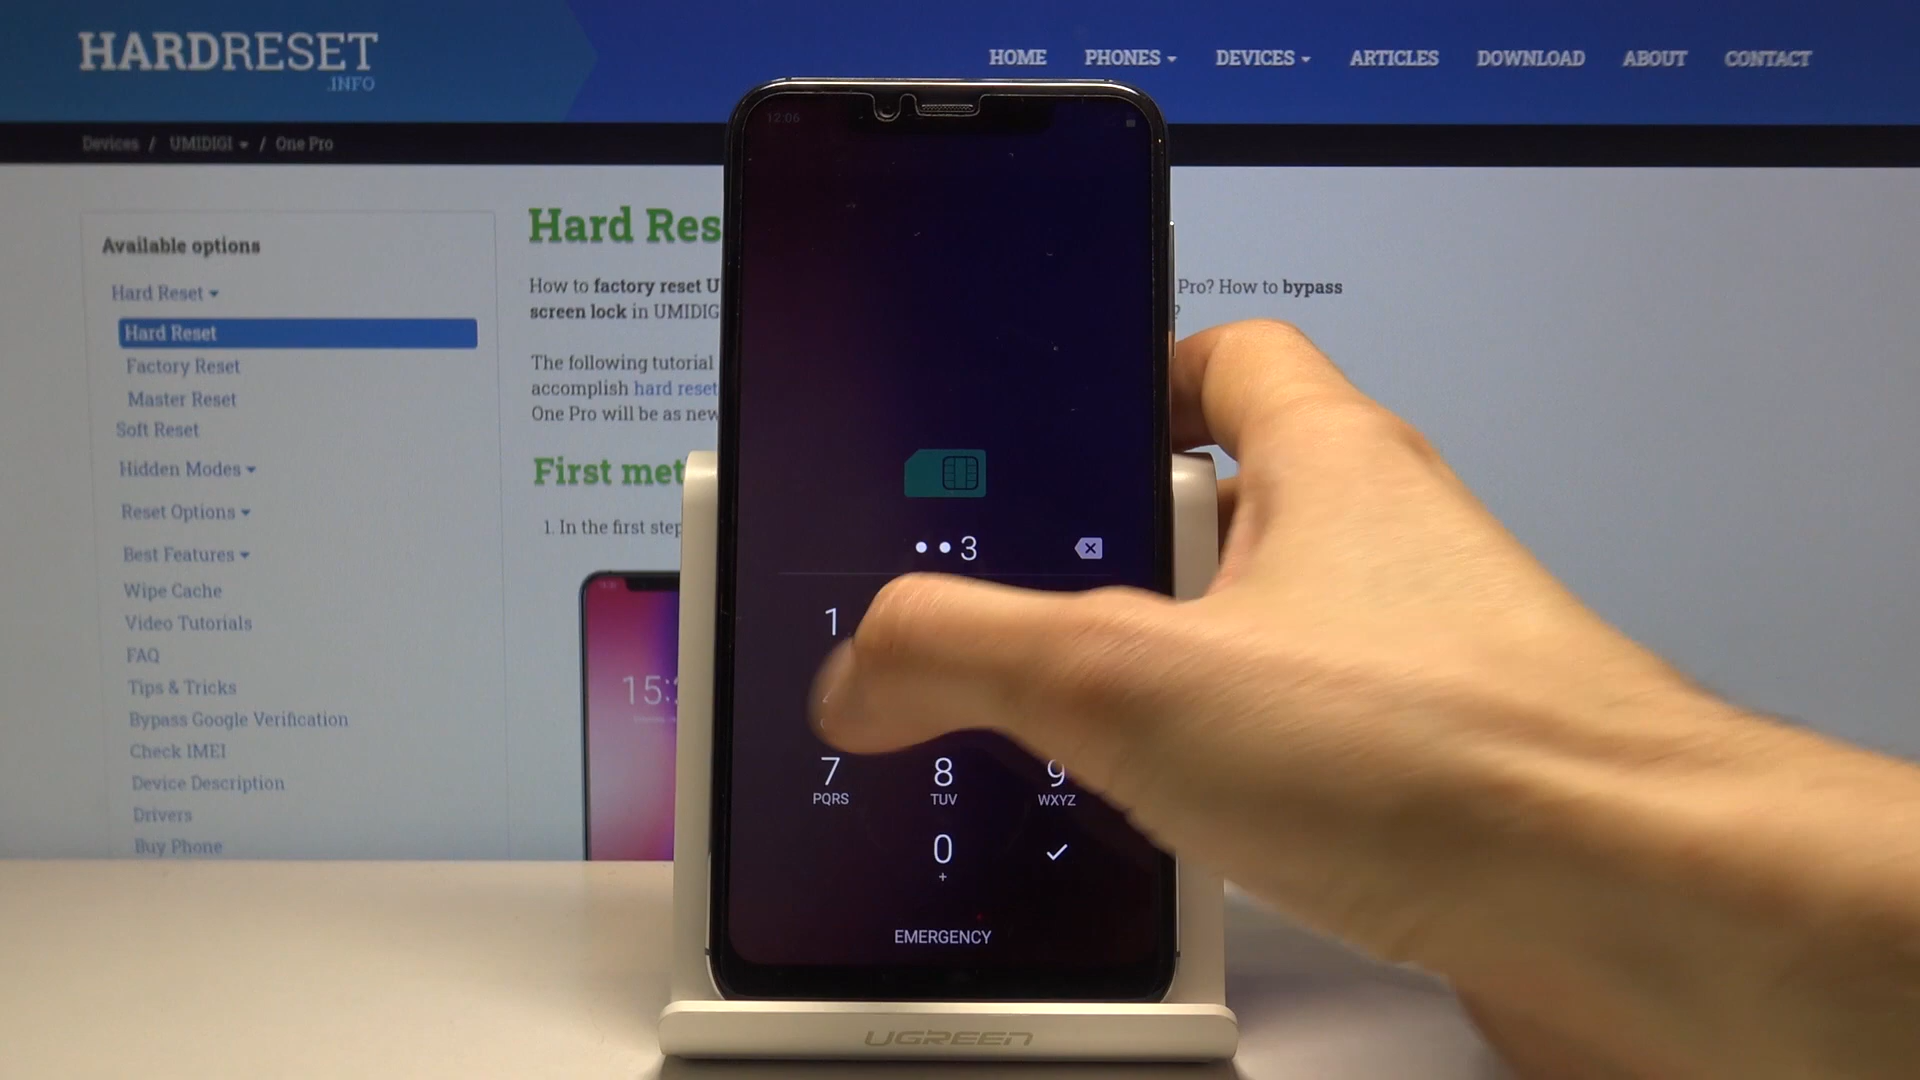 HARDRESET
.INFO
HOME PHONES DEVICES ARTICLES DOWNLOAD ABOUT CONTACT
Devices / UMIDIGI / One Pro
Available options
Hard Reset
Hard Reset
Factory Reset
Master Reset
Soft Reset
Hidden Modes
Reset Options
Best Features
Wipe Cache
Video Tutorials
FAQ
Tips & Tricks
Bypass Google Verification
Check IMEI
Device Description
Drivers
Buy Phone
Hard Res
How to factory reset U Pro? How to bypass
screen lock in UMIDIG ?
The following tutorial
accomplish hard reset
One Pro will be as new
First met
1. In the first step
15:
12:06
••3
1
7 8 9
PQRS TUV WXYZ
0
+
EMERGENCY
UGREEN